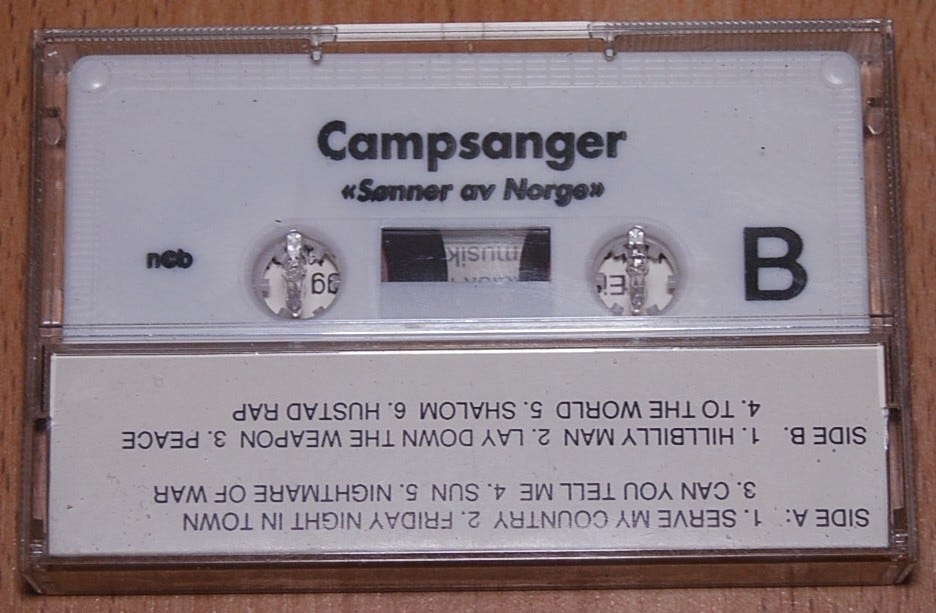 Campsanger
«Sønner av Norge»
ncb
B
musik
SIDE A: 1. SERVE MY COUNTRY 2. FRIDAY NIGHT IN TOWN
3. CAN YOU TELL ME 4. SUN 5. NIGHTMARE OF WAR
SIDE B. 1. HILLBILLY MAN 2. LAY DOWN THE WEAPON 3. PEACE
4. TO THE WORLD 5. SHALOM 6. HUSTAD RAP